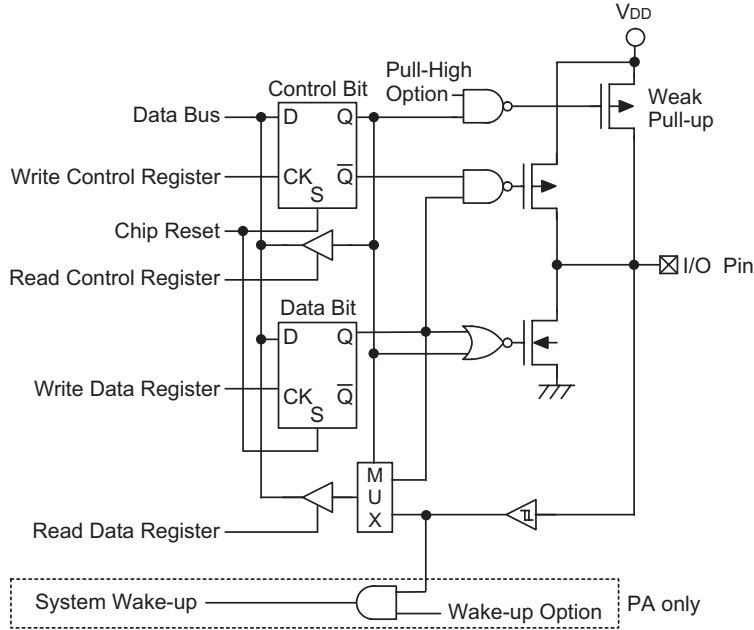 VDD
Pull-High
Option
Control Bit
Data Bus
D
Q
Weak
Pull-up
Write Control Register
CK
Q
S
Chip Reset
I/O Pin
Read Control Register
Data Bit
D
Q
Write Data Register
CK
Q
S
M
U
X
Read Data Register
System Wake-up
Wake-up Option
PA only